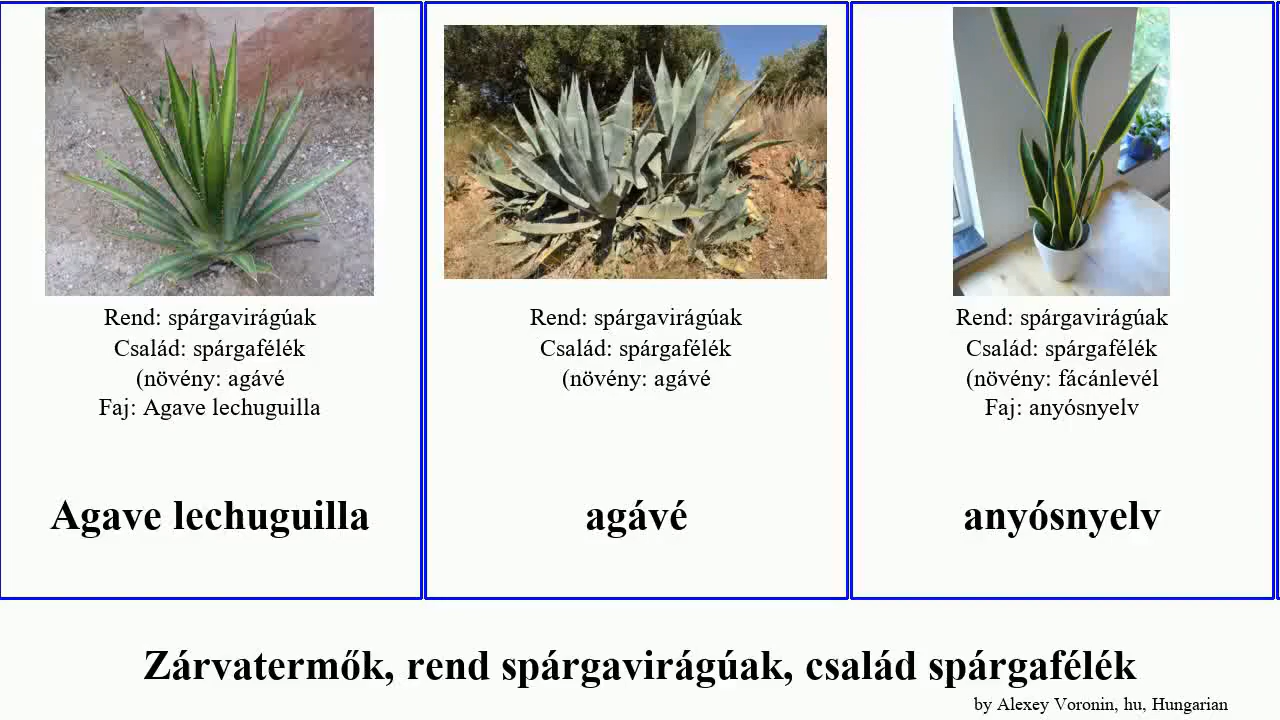 Rend: spárgavirágúak
Család: spárgafélék
(növény: agávé
Faj: Agave lechuguilla
Agave lechuguilla
Rend: spárgavirágúak
Család: spárgafélék
(növény: agávé
agávé
Rend: spárgavirágúak
Család: spárgafélék
(növény: fácánlevél
Faj: anyósnyelv
anyósnyelv
Zárvatermők, rend spárgavirágúak, család spárgafélék
by Alexey Voronin, hu, Hungarian